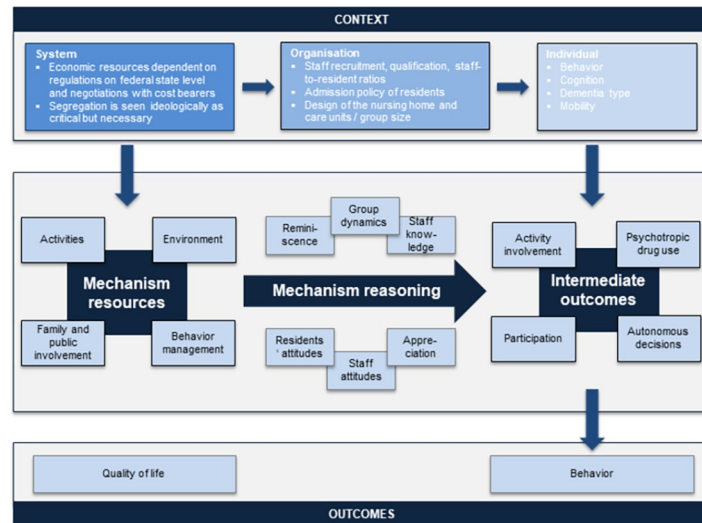 CONTEXT
System
• Economic resources dependent on
regulations on federal state level
and negotiations with cost bearers
• Segregation is seen ideologically as
critical but necessary
Organisation
• Staff recruitment, qualification, staff-
to-resident ratios
• Admission policy of residents
• Design of the nursing home and
care units / group size
Individual
• Behavior
• Cognition
• Dementia type
• Mobility
Activities
Environment
Mechanism
resources
Family and
public
involvement
Behavior
management
Remini-
scence
Group
dynamics
Staff
know-
ledge
Mechanism reasoning
Residents
' attitudes
Staff
attitudes
Appre-
ciation
Activity
involvement
Psychotropic
drug use
Intermediate
outcomes
Participation
Autonomous
decisions
Quality of life
Behavior
OUTCOMES